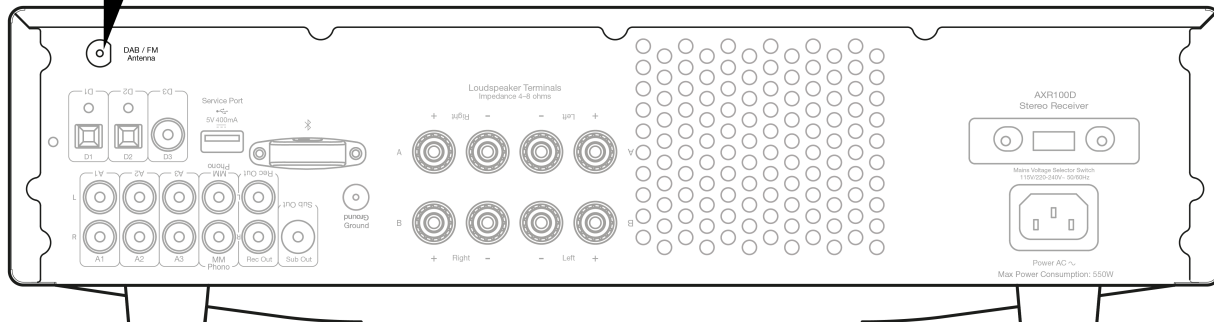 DAB / FM
Antenna
D1 D2 D3
Service Port
5V 400mA
D1 D2 D3
Loudspeaker Terminals
Impedance 4–8 ohms
Right − − Left +
A A
AXR100D
Stereo Receiver
Mains Voltage Selector Switch
115V/220-240V~ 50/60Hz
A1 A2 A3 MM Phono Rec Out Sub Out
L L
R R
A1 A2 A3 MM Phono Rec Out Sub Out
Ground
Ground
B B
+ Right − − Left +
Power AC ~
Max Power Consumption: 550W